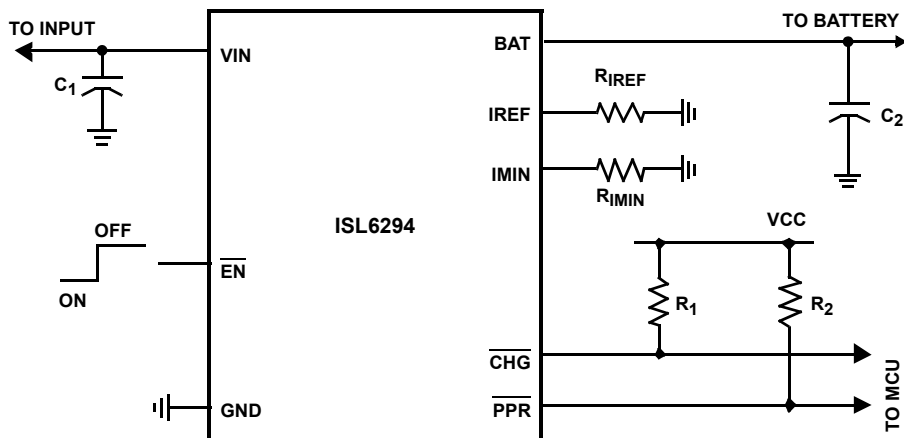 TO INPUT
VIN
C1
BAT
TO BATTERY
RIREF
IREF
C2
IMIN
RIMIN
ISL6294
VCC
OFF
EN
ON
R1
R2
CHG
GND
PPR
TO MCU